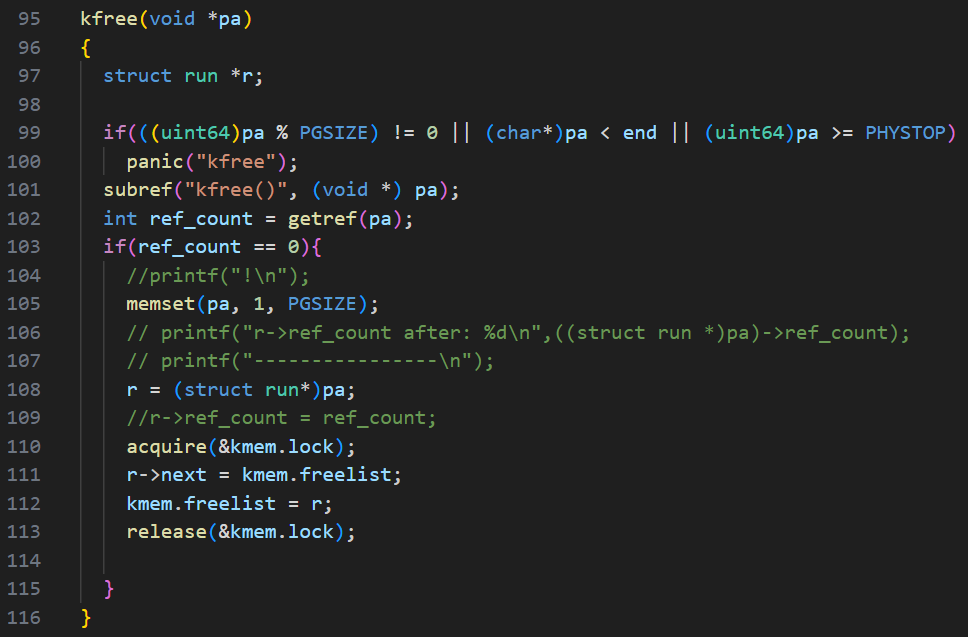 95 kfree(void *pa)
96 {
97   struct run *r;
98
99   if(((uint64)pa % PGSIZE) != 0 || (char*)pa < end || (uint64)pa >= PHYSTOP)
100     panic("kfree");
101   subref("kfree()", (void *) pa);
102   int ref_count = getref(pa);
103   if(ref_count == 0){
104     //printf("!\n");
105     memset(pa, 1, PGSIZE);
106     // printf("r->ref_count after: %d\n",((struct run *)pa)->ref_count);
107     // printf("----------------\n");
108     r = (struct run*)pa;
109     //r->ref_count = ref_count;
110     acquire(&kmem.lock);
111     r->next = kmem.freelist;
112     kmem.freelist = r;
113     release(&kmem.lock);
114
115   }
116 }